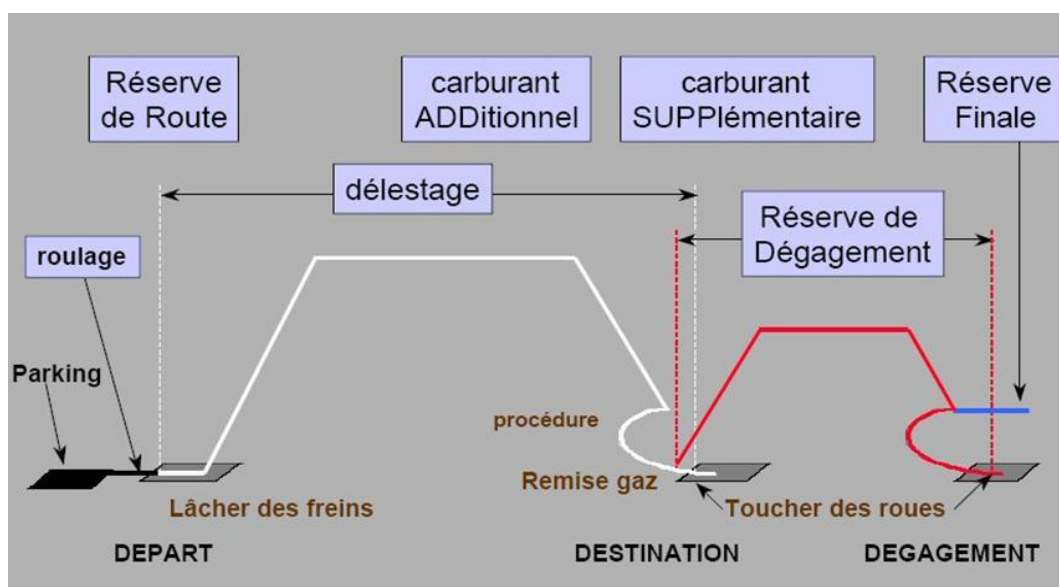 Réserve
de Route
carburant
ADDitionnel
carburant
SUPPlémentaire
Réserve
Finale
délestage
Réserve de
Dégagement
roulage
Parking
procédure
Remise gaz
Lâcher des freins
Toucher des roues
DEPART
DESTINATION
DEGAGEMENT